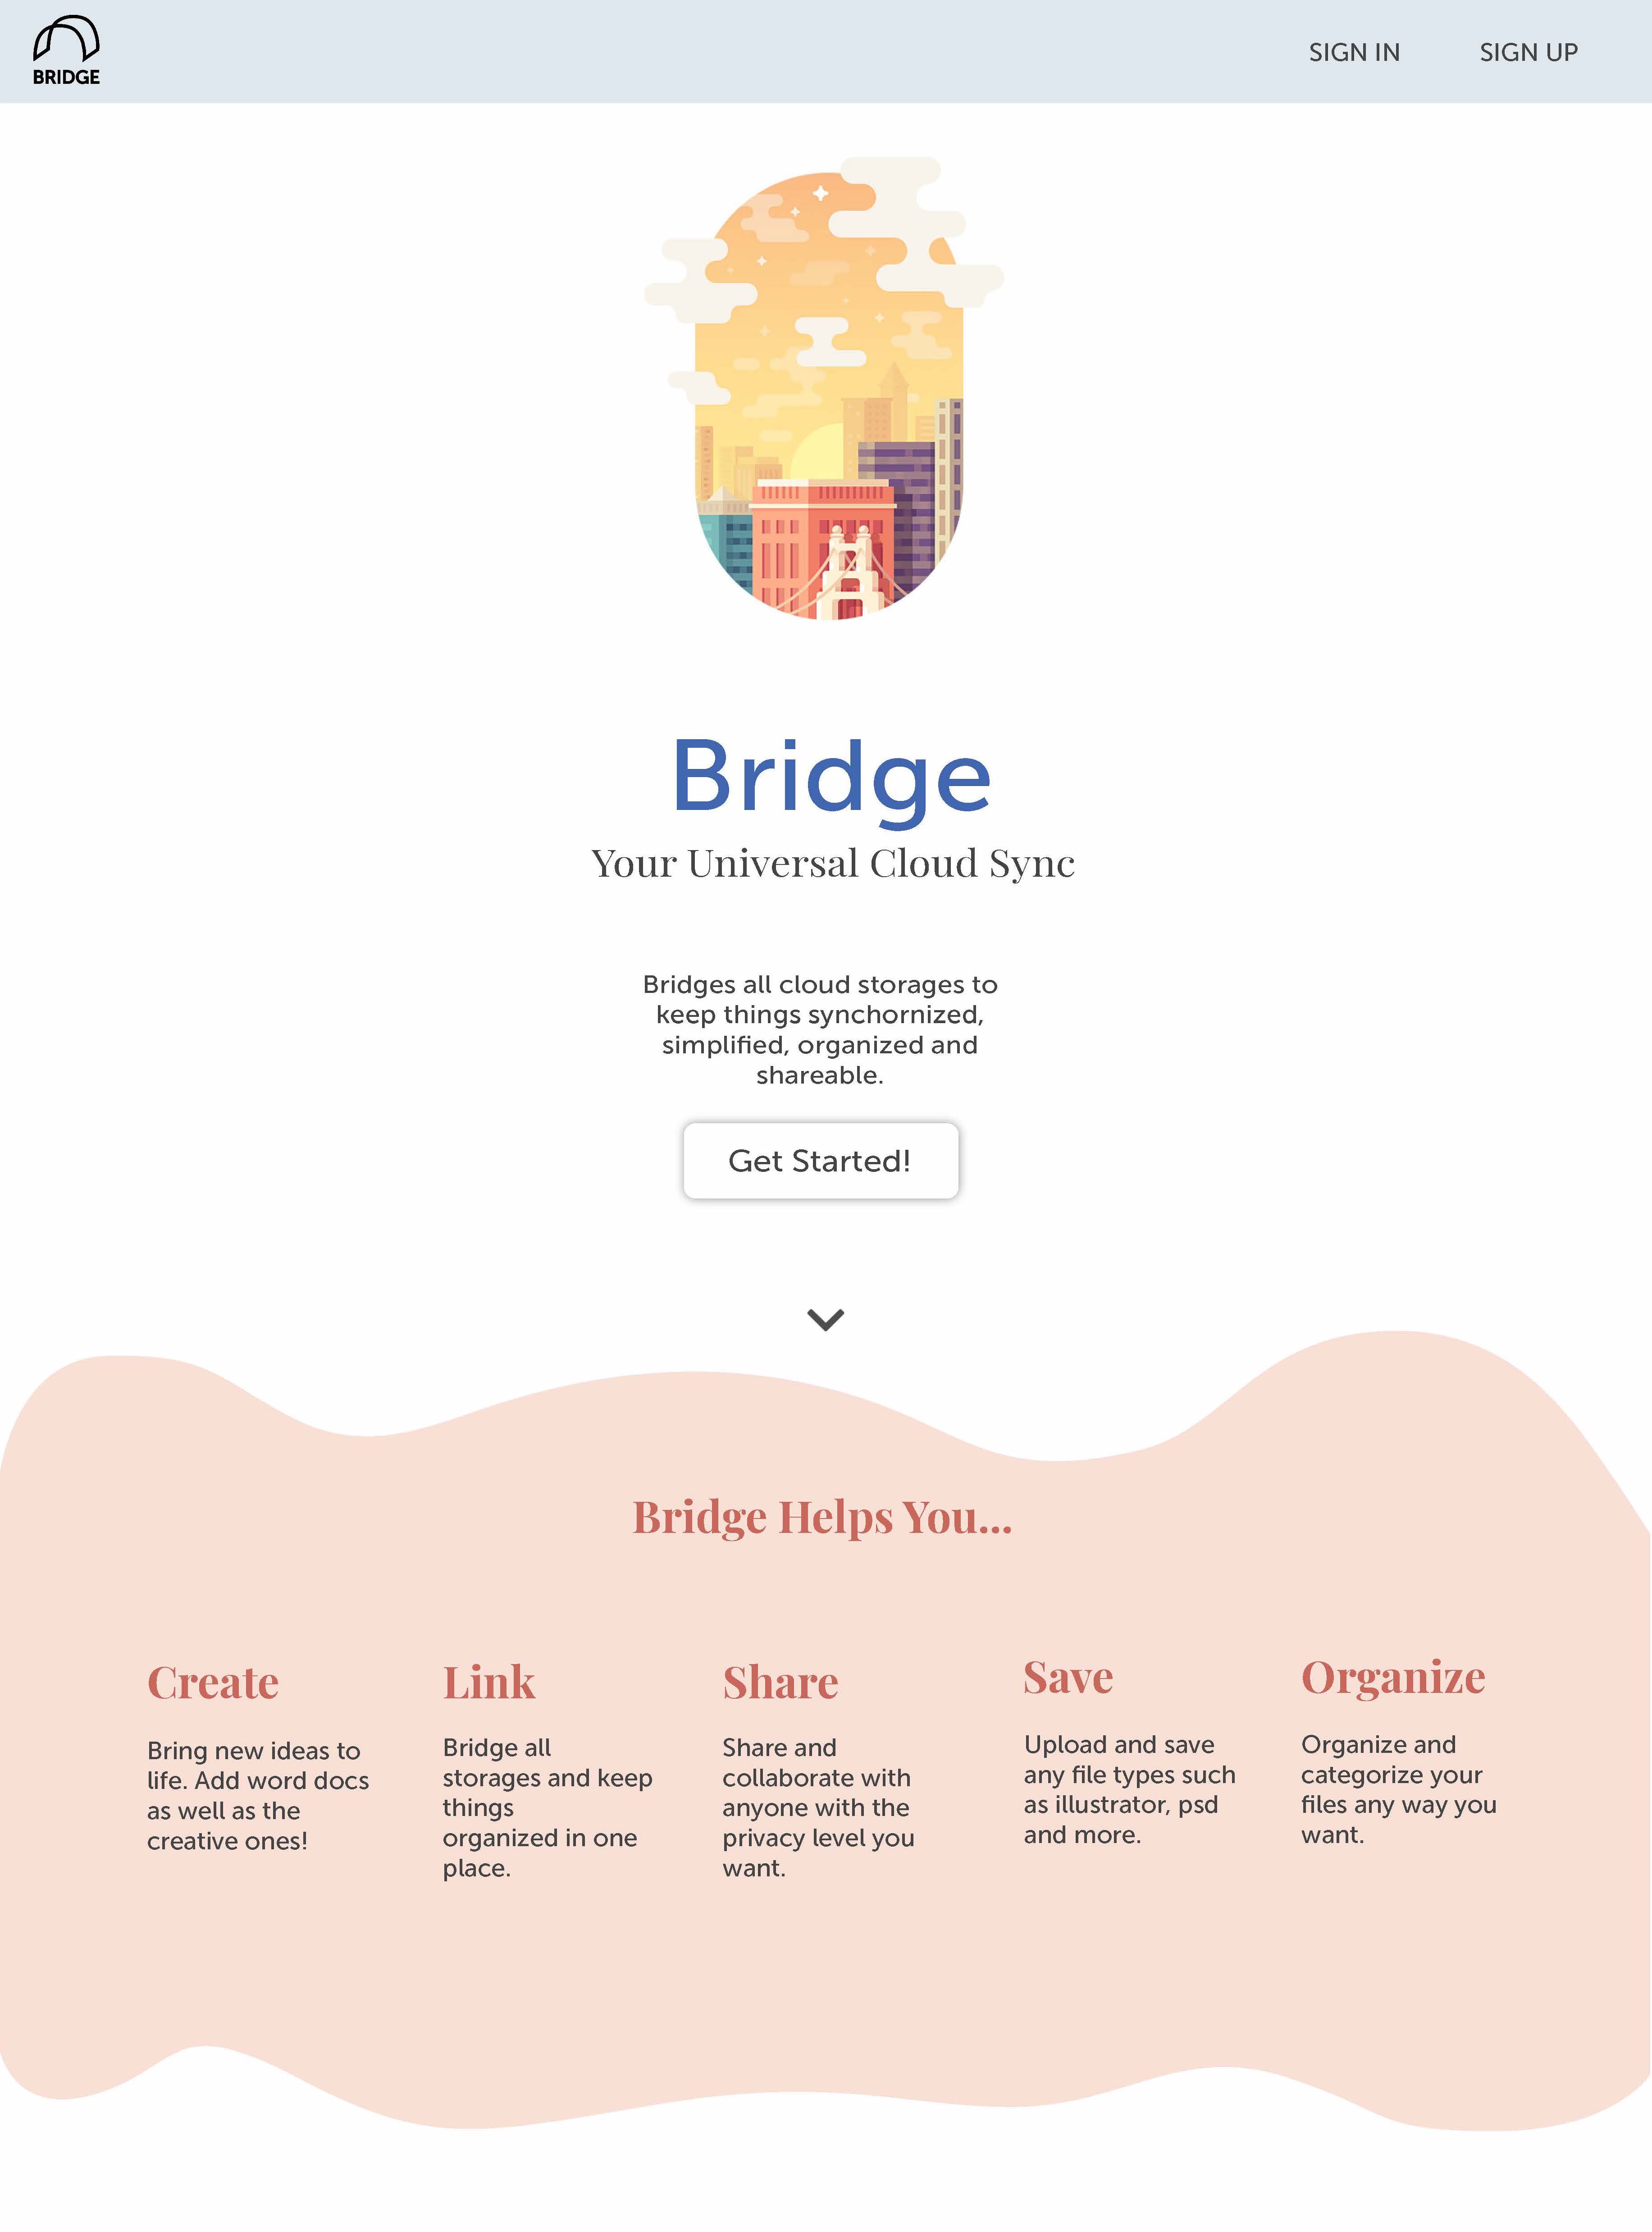 BRIDGE
SIGN IN
SIGN UP
Bridge
Your Universal Cloud Sync
Bridges all cloud storages to
keep things synchornized,
simplified, organized and
shareable.
Get Started!
Bridge Helps You...
Create
Bring new ideas to
life. Add word docs
as well as the
creative ones!
Link
Bridge all
storages and keep
things
organized in one
place.
Share
Share and
collaborate with
anyone with the
privacy level you
want.
Save
Upload and save
any file types such
as illustrator, psd
and more.
Organize
Organize and
categorize your
files any way you
want.